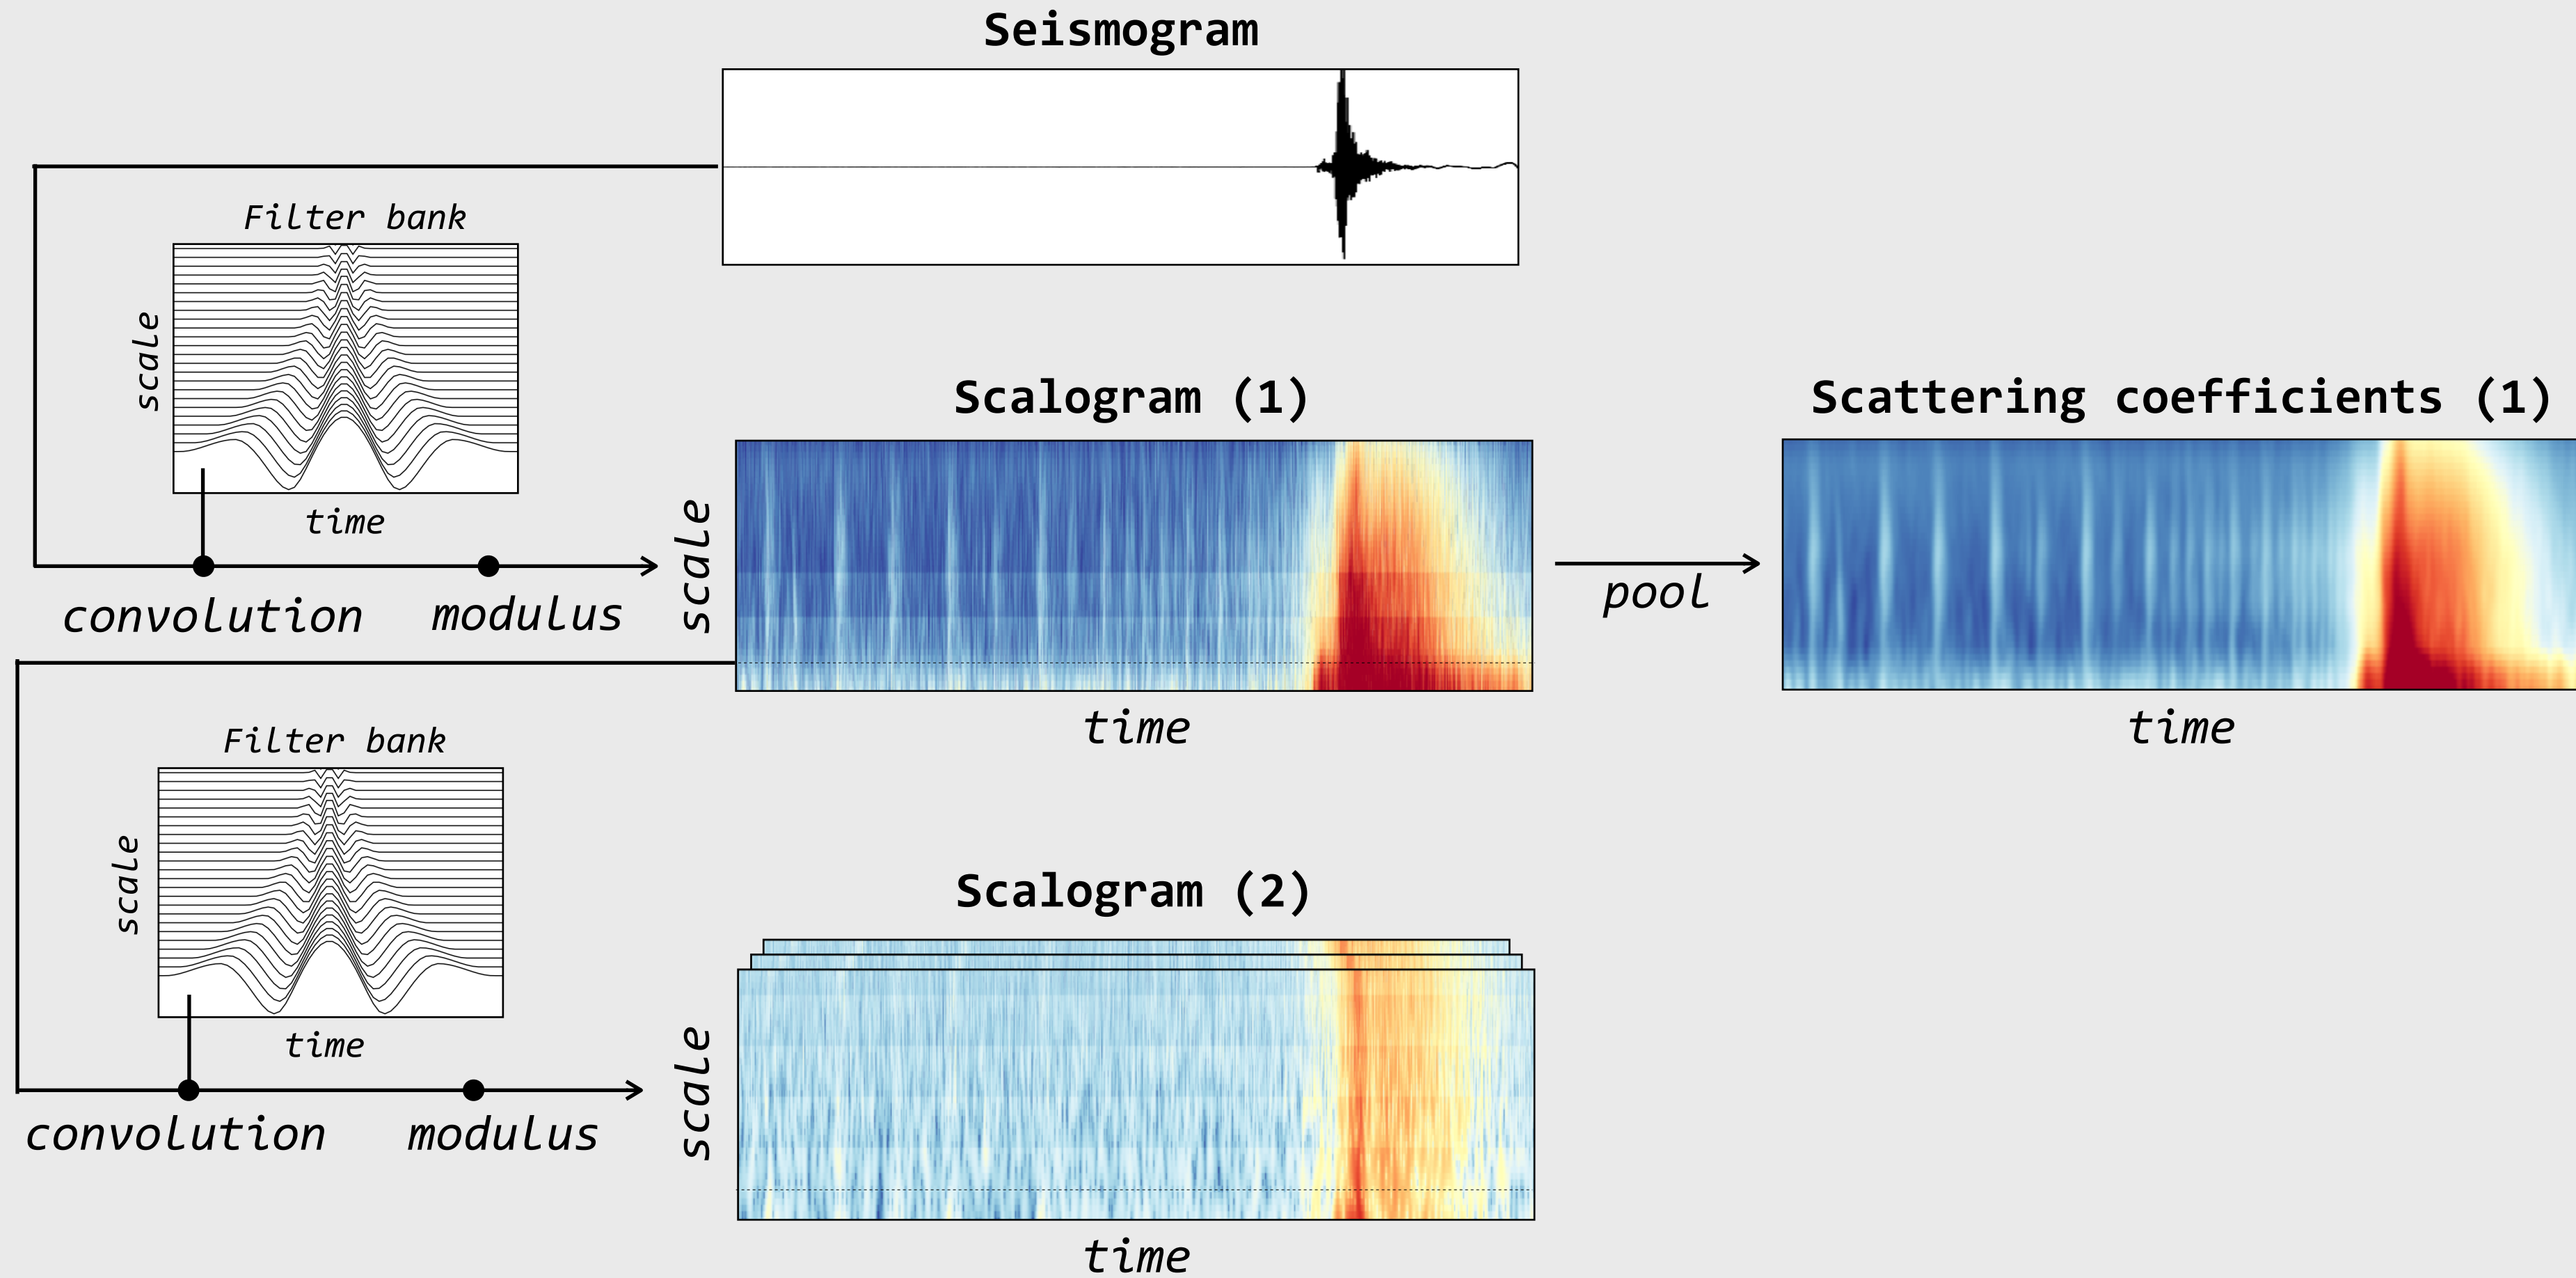 Seismogram
Filter bank
scale
time
convolution
modulus
Scalogram (1)
scale
time
pool
Scattering coefficients (1)
time
Filter bank
scale
time
convolution
modulus
Scalogram (2)
scale
time